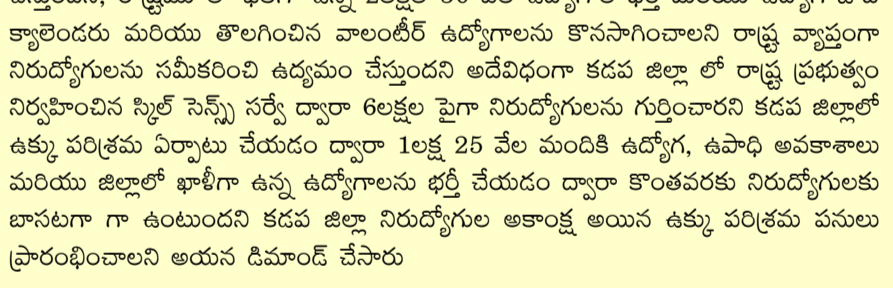 క్యాలెండరు మరియు తొలగించిన వాలంటీర్ ఉద్యోగాలను కొనసాగించాలని రాష్ట్ర వ్యాప్తంగా
నిరుద్యోగులను సమీకరించి ఉద్యమం చేస్తుందని అదేవిధంగా కడప జిల్లా లో రాష్ట్ర ప్రభుత్వం
నిర్వహించిన స్కిల్ సెన్స్స్ సర్వే ద్వారా 6లక్షల పైగా నిరుద్యోగులను గుర్తించారని కడప జిల్లాలో
ఉక్కు పరిశ్రమ ఏర్పాటు చేయడం ద్వారా 1లక్ష 25 వేల మందికి ఉద్యోగ, ఉపాధి అవకాశాలు
మరియు జిల్లాలో ఖాళీగా ఉన్న ఉద్యోగాలను భర్తీ చేయడం ద్వారా కొంతవరకు నిరుద్యోగులకు
బాసటగా గా ఉంటుందని కడప జిల్లా నిరుద్యోగుల అకాంక్ష అయిన ఉక్కు పరిశ్రమ పనులు
ప్రారంభించాలని అయన డిమాండ్ చేసారు